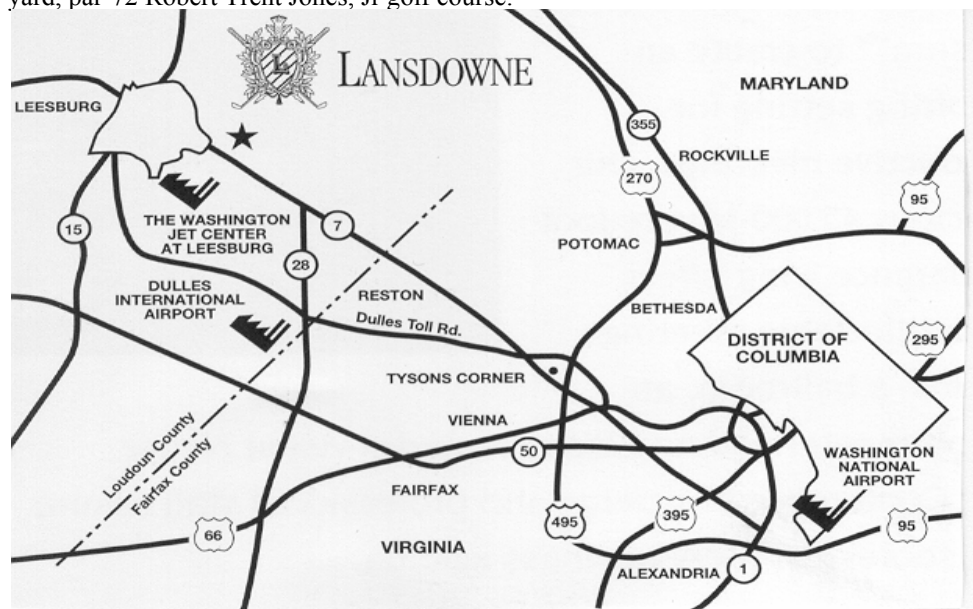 yard, par 72 Robert Trent Jones, Jr golf course.
L
LANSDOWNE
MARYLAND
LEESBURG
355
ROCKVILLE
270
95
15
THE WASHINGTON
JET CENTER
AT LEESBURG
7
POTOMAC
28
DULLES
INTERNATIONAL
AIRPORT
RESTON
BETHESDA
Dulles Toll Rd.
DISTRICT OF
COLUMBIA
295
TYSONS CORNER
VIENNA
Loudoun County
Fairfax County
50
WASHINGTON
NATIONAL
AIRPORT
FAIRFAX
66
495
395
95
VIRGINIA
ALEXANDRIA
1